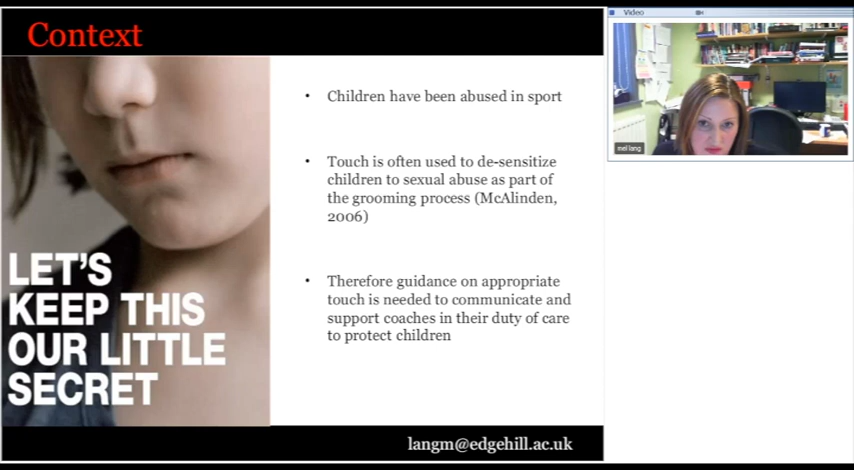 Context
Video
• Children have been abused in sport
• Touch is often used to de-sensitize
children to sexual abuse as part of
the grooming process (McAlinden,
2006)
• Therefore guidance on appropriate
touch is needed to communicate and
support coaches in their duty of care
to protect children
LET'S
KEEP THIS
OUR LITTLE
SECRET
mel lang
langm@edgehill.ac.uk